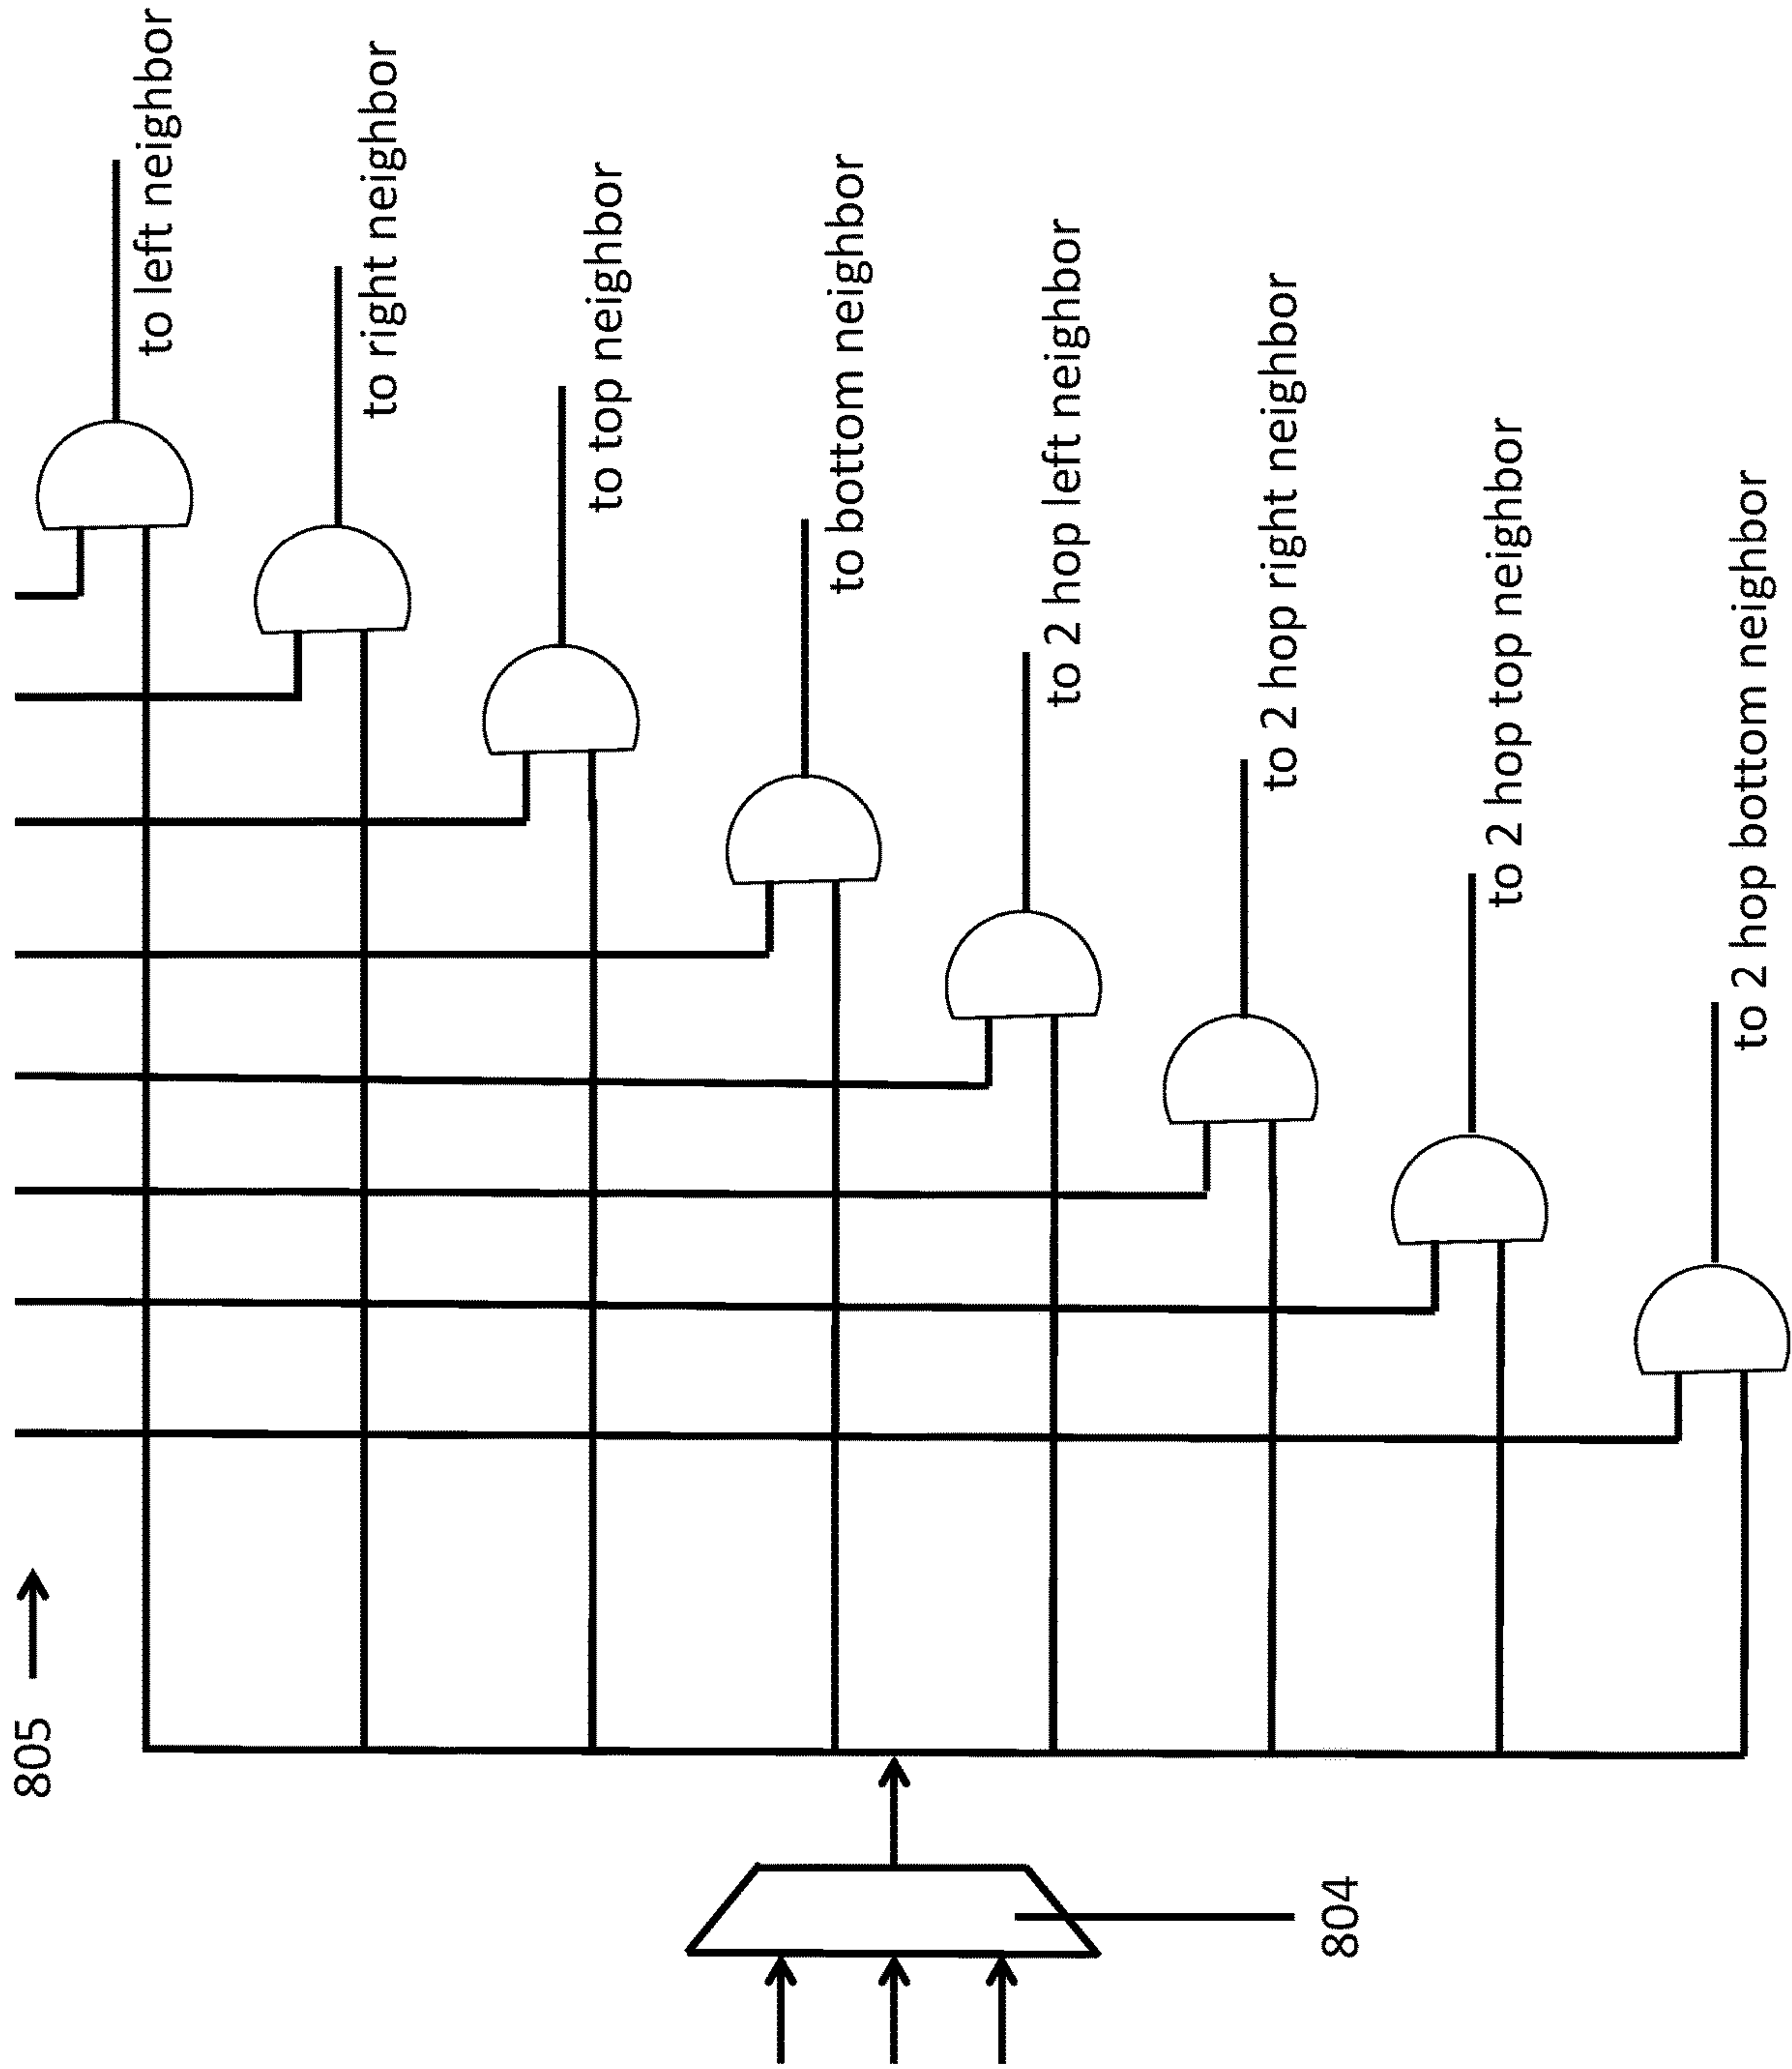 805
to left neighbor
to right neighbor
to top neighbor
to bottom neighbor
to 2 hop left neighbor
to 2 hop right neighbor
to 2 hop top neighbor
to 2 hop bottom neighbor
804